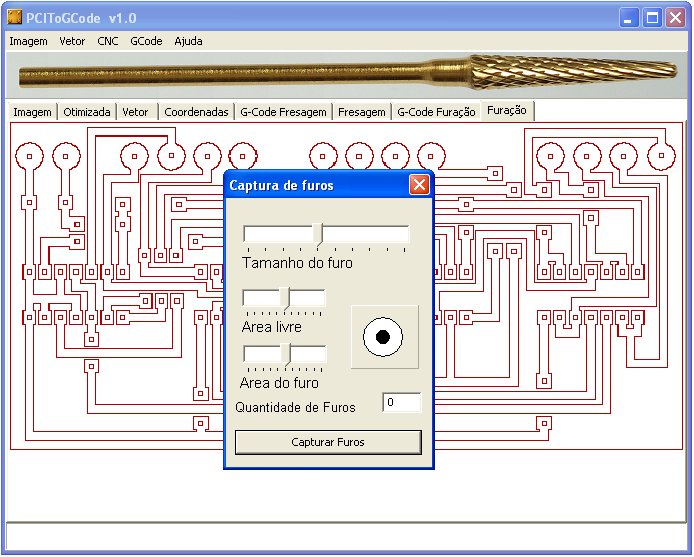 PCIToGCode v1.0
Imagem Vetor CNC GCode Ajuda
Imagem Otimizada Vetor Coordenadas G-Code Fresagem Fresagem G-Code Furação Furação
Captura de furos
Tamanho do furo
Area livre
Area do furo
Quantidade de Furos 0
Capturar Furos